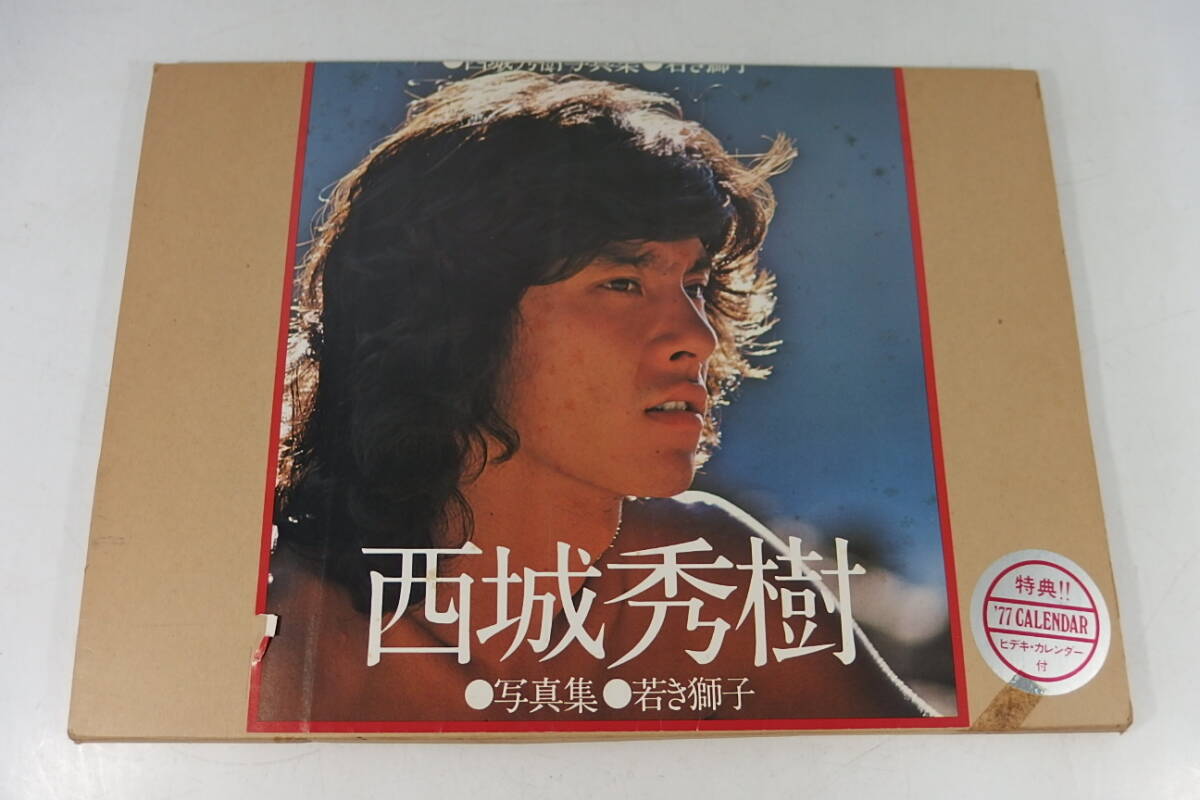 ●西城秀樹写真集●若き獅子
西城秀樹
●写真集●若き獅子
特典!!
'77 CALENDAR
ヒデキ・カレンダー
付